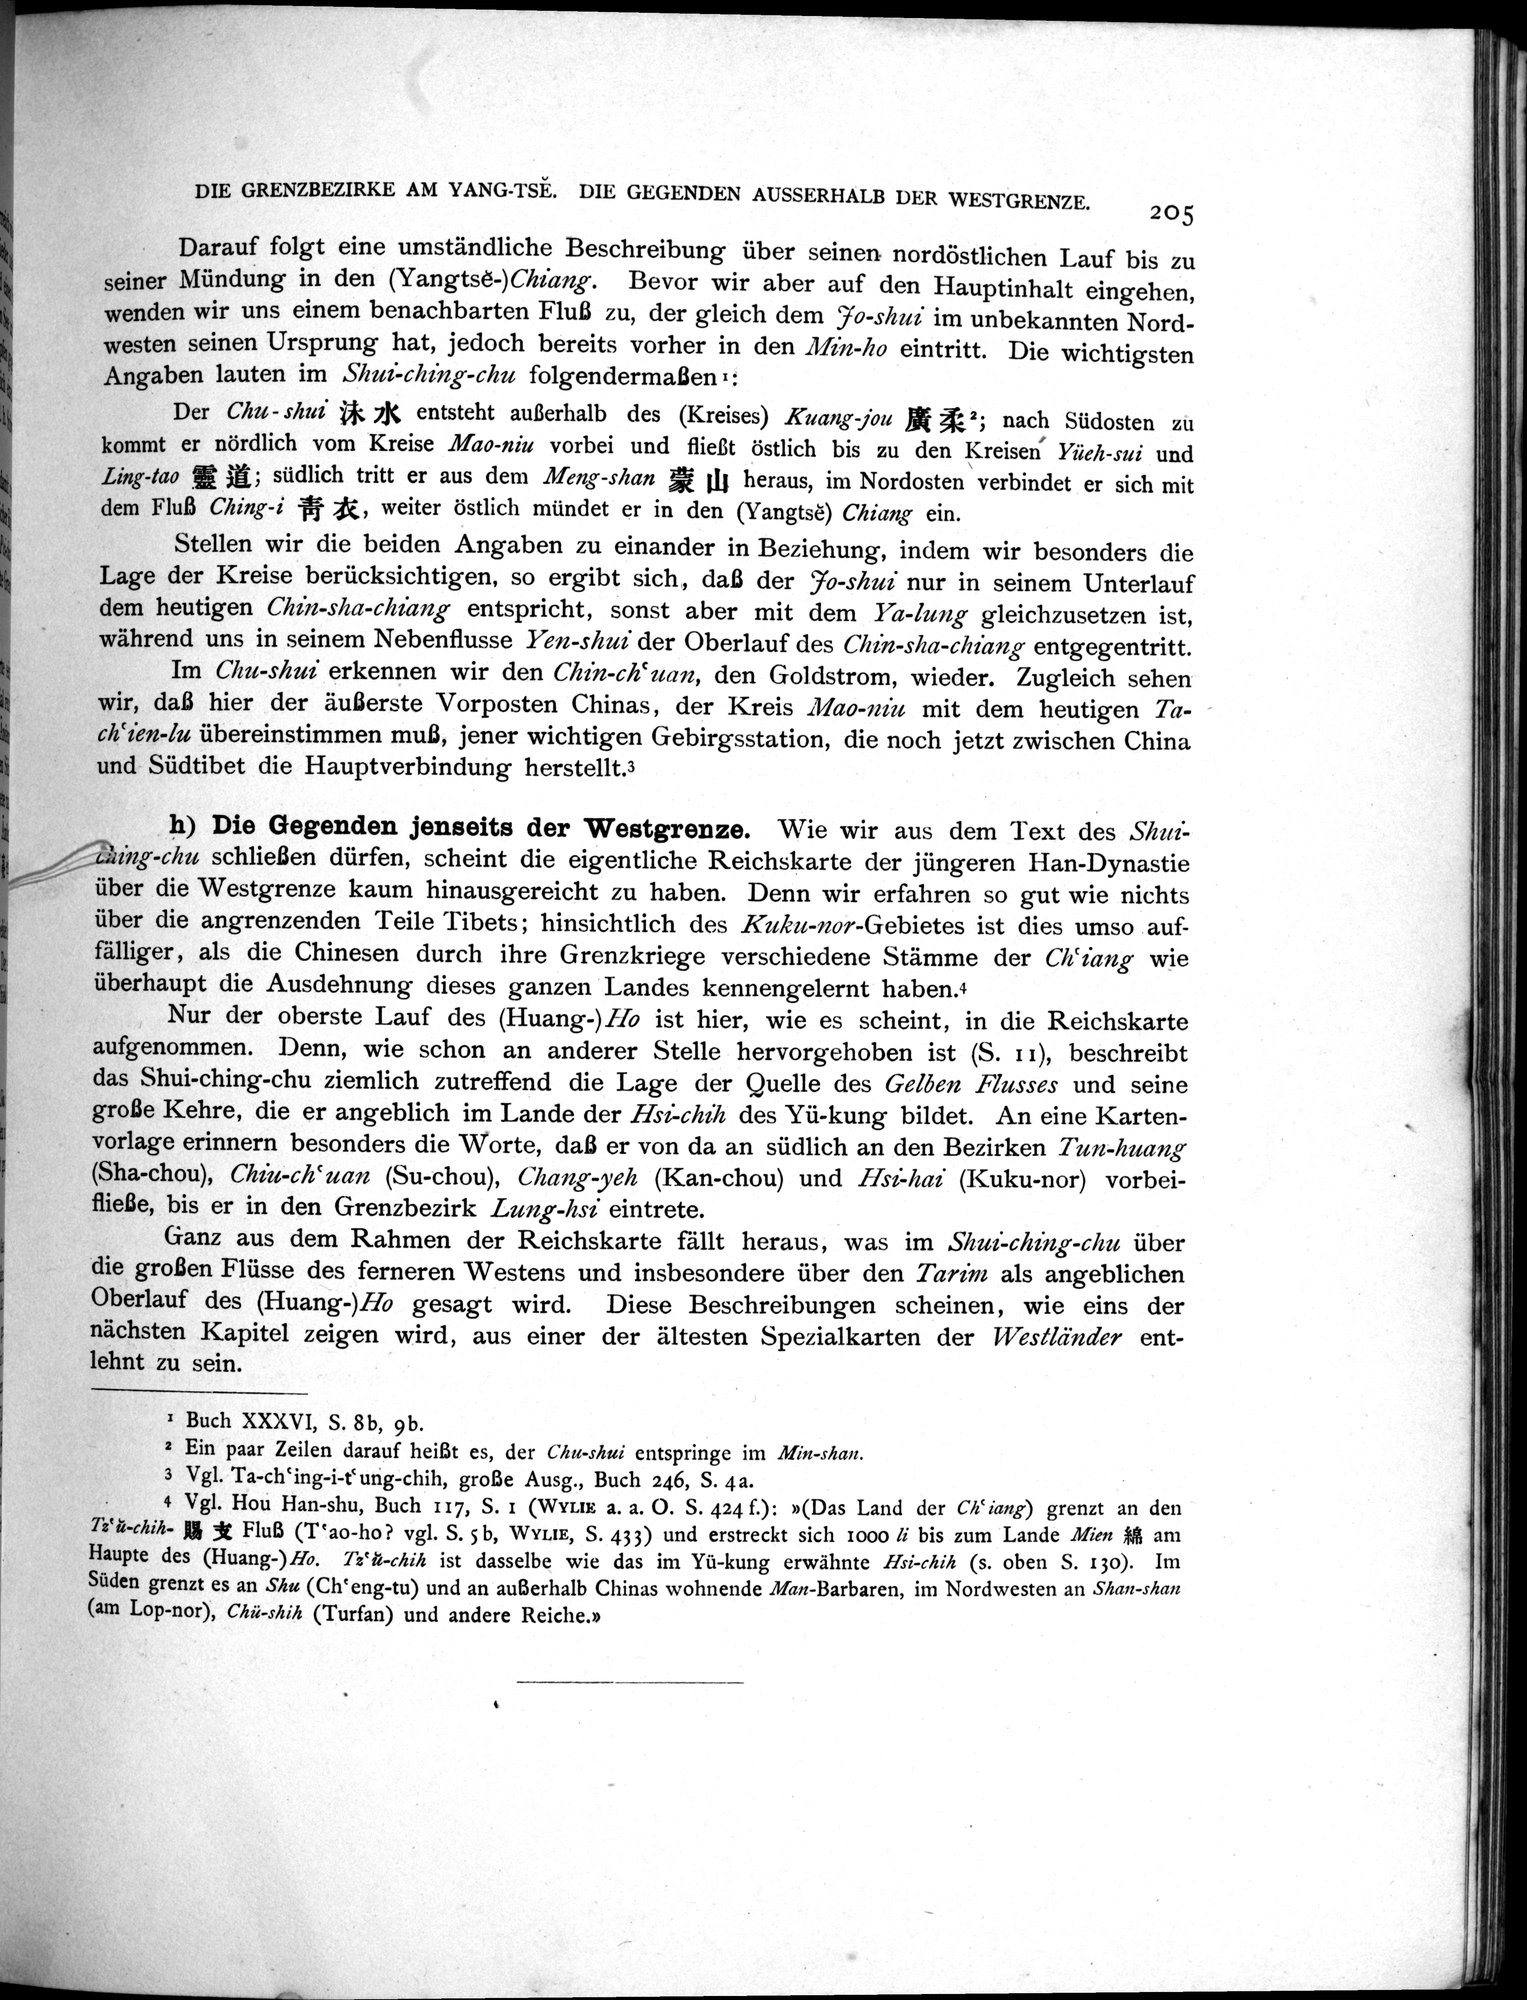 DIE GRENZBEZIRKE AM YANG-TSĔ. DIE GEGENDEN AUSSERHALB DER WESTGRENZE. 205
Darauf folgt eine umständliche Beschreibung über seinen nordöstlichen Lauf bis zu
seiner Mündung in den (Yangtsĕ-)Chiang. Bevor wir aber auf den Hauptinhalt eingehen,
wenden wir uns einem benachbarten Fluß zu, der gleich dem Jo-shui im unbekannten Nord-
westen seinen Ursprung hat, jedoch bereits vorher in den Min-ho eintritt. Die wichtigsten
Angaben lauten im Shui-ching-chu folgendermaßen¹:
Der Chu-shui 沬水 entsteht außerhalb des (Kreises) Kuang-jou 廣柔²; nach Südosten zu
kommt er nördlich vom Kreise Mao-niu vorbei und fließt östlich bis zu den Kreisen Yüeh-sui und
Ling-tao 靈道; südlich tritt er aus dem Meng-shan 蒙山 heraus, im Nordosten verbindet er sich mit
dem Fluß Ching-i 青衣, weiter östlich mündet er in den (Yangtsĕ) Chiang ein.
Stellen wir die beiden Angaben zu einander in Beziehung, indem wir besonders die
Lage der Kreise berücksichtigen, so ergibt sich, daß der Jo-shui nur in seinem Unterlauf
dem heutigen Chin-sha-chiang entspricht, sonst aber mit dem Ya-lung gleichzusetzen ist,
während uns in seinem Nebenflusse Yen-shui der Oberlauf des Chin-sha-chiang entgegentritt.
Im Chu-shui erkennen wir den Chin-chʿuan, den Goldstrom, wieder. Zugleich sehen
wir, daß hier der äußerste Vorposten Chinas, der Kreis Mao-niu mit dem heutigen Ta-
chʿien-lu übereinstimmen muß, jener wichtigen Gebirgsstation, die noch jetzt zwischen China
und Südtibet die Hauptverbindung herstellt.³
h) Die Gegenden jenseits der Westgrenze. Wie wir aus dem Text des Shui-
ching-chu schließen dürfen, scheint die eigentliche Reichskarte der jüngeren Han-Dynastie
über die Westgrenze kaum hinausgereicht zu haben. Denn wir erfahren so gut wie nichts
über die angrenzenden Teile Tibets; hinsichtlich des Kuku-nor-Gebietes ist dies umso auf-
fälliger, als die Chinesen durch ihre Grenzkriege verschiedene Stämme der Chʿiang wie
überhaupt die Ausdehnung dieses ganzen Landes kennengelernt haben.⁴
Nur der oberste Lauf des (Huang-)Ho ist hier, wie es scheint, in die Reichskarte
aufgenommen. Denn, wie schon an anderer Stelle hervorgehoben ist (S. 11), beschreibt
das Shui-ching-chu ziemlich zutreffend die Lage der Quelle des Gelben Flusses und seine
große Kehre, die er angeblich im Lande der Hsi-chih des Yü-kung bildet. An eine Karten-
vorlage erinnern besonders die Worte, daß er von da an südlich an den Bezirken Tun-huang
(Sha-chou), Chiu-chʿuan (Su-chou), Chang-yeh (Kan-chou) und Hsi-hai (Kuku-nor) vorbei-
fließe, bis er in den Grenzbezirk Lung-hsi eintrete.
Ganz aus dem Rahmen der Reichskarte fällt heraus, was im Shui-ching-chu über
die großen Flüsse des ferneren Westens und insbesondere über den Tarim als angeblichen
Oberlauf des (Huang-)Ho gesagt wird. Diese Beschreibungen scheinen, wie eins der
nächsten Kapitel zeigen wird, aus einer der ältesten Spezialkarten der Westländer ent-
lehnt zu sein.
¹ Buch XXXVI, S. 8b, 9b.
² Ein paar Zeilen darauf heißt es, der Chu-shui entspringe im Min-shan.
³ Vgl. Ta-chʿing-i-tʿung-chih, große Ausg., Buch 246, S. 4a.
⁴ Vgl. Hou Han-shu, Buch 117, S. 1 (WYLIE a. a. O. S. 424 f.): »(Das Land der Chʿiang) grenzt an den
Tzʿŭ-chih- 賜支 Fluß (Tʿao-ho? vgl. S. 5b, WYLIE, S. 433) und erstreckt sich 1000 li bis zum Lande Mien 綿 am
Haupte des (Huang-)Ho. Tzʿŭ-chih ist dasselbe wie das im Yü-kung erwähnte Hsi-chih (s. oben S. 130). Im
Süden grenzt es an Shu (Chʿeng-tu) und an außerhalb Chinas wohnende Man-Barbaren, im Nordwesten an Shan-shan
(am Lop-nor), Chü-shih (Turfan) und andere Reiche.»